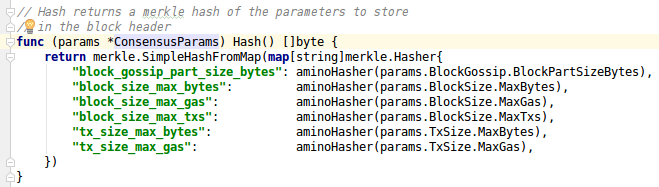 // Hash returns a merkle hash of the parameters to store
// in the block header
func (params *ConsensusParams) Hash() []byte {
    return merkle.SimpleHashFromMap(map[string]merkle.Hasher{
        "block_gossip_part_size_bytes": aminoHasher(params.BlockGossip.BlockPartSizeBytes),
        "block_size_max_bytes":         aminoHasher(params.BlockSize.MaxBytes),
        "block_size_max_gas":           aminoHasher(params.BlockSize.MaxGas),
        "block_size_max_txs":           aminoHasher(params.BlockSize.MaxTxs),
        "tx_size_max_bytes":            aminoHasher(params.TxSize.MaxBytes),
        "tx_size_max_gas":              aminoHasher(params.TxSize.MaxGas),
    })
}